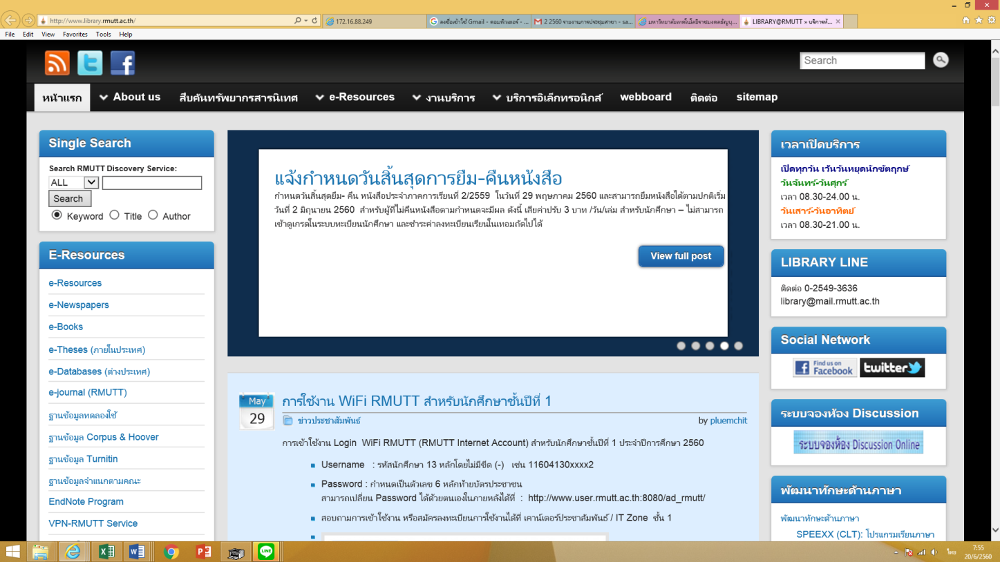 http://www.library.rmutt.ac.th/
172.16.88.249
ลงชื่อเข้าใช้ Gmail - คอมพิวเตอร์ - ...
2 2560 รายงานการประชุมสาขา - sa...
มหาวิทยาลัยเทคโนโลยีราชมงคลธัญบุ...
LIBRARY@RMUTT » บริการห้...
File Edit View Favorites Tools Help
Search
หน้าแรก About us สืบค้นทรัพยากรสารนิเทศ e-Resources งานบริการ บริการอิเล็กทรอนิกส์ webboard ติดต่อ sitemap
Single Search
Search RMUTT Discovery Service:
ALL
Search
Keyword Title Author
E-Resources
e-Resources
e-Newspapers
e-Books
e-Theses (ภายในประเทศ)
e-Databases (ต่างประเทศ)
e-journal (RMUTT)
ฐานข้อมูลทดลองใช้
ฐานข้อมูล Corpus & Hoover
ฐานข้อมูล Turnitin
ฐานข้อมูลจำแนกตามคณะ
EndNote Program
VPN-RMUTT Service
แจ้งกำหนดวันสิ้นสุดการยืม-คืนหนังสือ
กำหนดวันสิ้นสุดยืม- คืน หนังสือประจำภาคการเรียนที่ 2/2559 ในวันที่ 29 พฤษภาคม 2560 และสามารถยืมหนังสือได้ตามปกติเริ่ม
วันที่ 2 มิถุนายน 2560 สำหรับผู้ที่ไม่คืนหนังสือตามกำหนดจะมีผล ดังนี้ เสียค่าปรับ 3 บาท /วัน/เล่ม สำหรับนักศึกษา – ไม่สามารถ
เข้าดูเกรดในระบบทะเบียนนักศึกษา และชำระค่าลงทะเบียนเรียนในเทอมถัดไปได้
View full post
May
29
การใช้งาน WiFi RMUTT สำหรับนักศึกษาชั้นปีที่ 1
ข่าวประชาสัมพันธ์
by pluemchit
การเข้าใช้งาน Login WiFi RMUTT (RMUTT Internet Account) สำหรับนักศึกษาชั้นปีที่ 1 ประจำปีการศึกษา 2560
Username : รหัสนักศึกษา 13 หลักโดยไม่มีขีด (-) เช่น 11604130xxxx2
Password : กำหนดเป็นตัวเลข 6 หลักท้ายบัตรประชาชน
สามารถเปลี่ยน Password ได้ด้วยตนเองในภายหลังได้ที่ : http://www.user.rmutt.ac.th:8080/ad_rmutt/
สอบถามการเข้าใช้งาน หรือสมัครลงทะเบียนการใช้งานได้ที่ เคาน์เตอร์ประชาสัมพันธ์ / IT Zone ชั้น 1
เวลาเปิดบริการ
เปิดทุกวัน เว้นวันหยุดนักขัตฤกษ์
วันจันทร์-วันศุกร์
เวลา 08.30-24.00 น.
วันเสาร์-วันอาทิตย์
เวลา 08.30-21.00 น.
LIBRARY LINE
ติดต่อ 0-2549-3636
library@mail.rmutt.ac.th
Social Network
Find us on
Facebook
twitter
ระบบจองห้อง Discussion
ระบบจองห้อง Discussion Online
พัฒนาทักษะด้านภาษา
พัฒนาทักษะด้านภาษา
SPEEXX (CLT): โปรแกรมเรียนภาษา
LINE
ไทย
7:55
20/6/2560